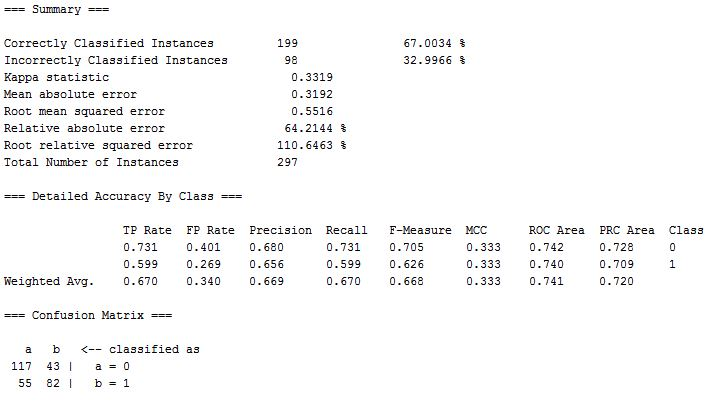 === Summary ===
Correctly Classified Instances 199 67.0034 %
Incorrectly Classified Instances 98 32.9966 %
Kappa statistic 0.3319
Mean absolute error 0.3192
Root mean squared error 0.5516
Relative absolute error 64.2144 %
Root relative squared error 110.6463 %
Total Number of Instances 297
=== Detailed Accuracy By Class ===
TP Rate FP Rate Precision Recall F-Measure MCC ROC Area PRC Area Class
0.731 0.401 0.680 0.731 0.705 0.333 0.742 0.728 0
0.599 0.269 0.656 0.599 0.626 0.333 0.740 0.709 1
Weighted Avg. 0.670 0.340 0.669 0.670 0.668 0.333 0.741 0.720
=== Confusion Matrix ===
a b <-- classified as
117 43 | a = 0
55 82 | b = 1